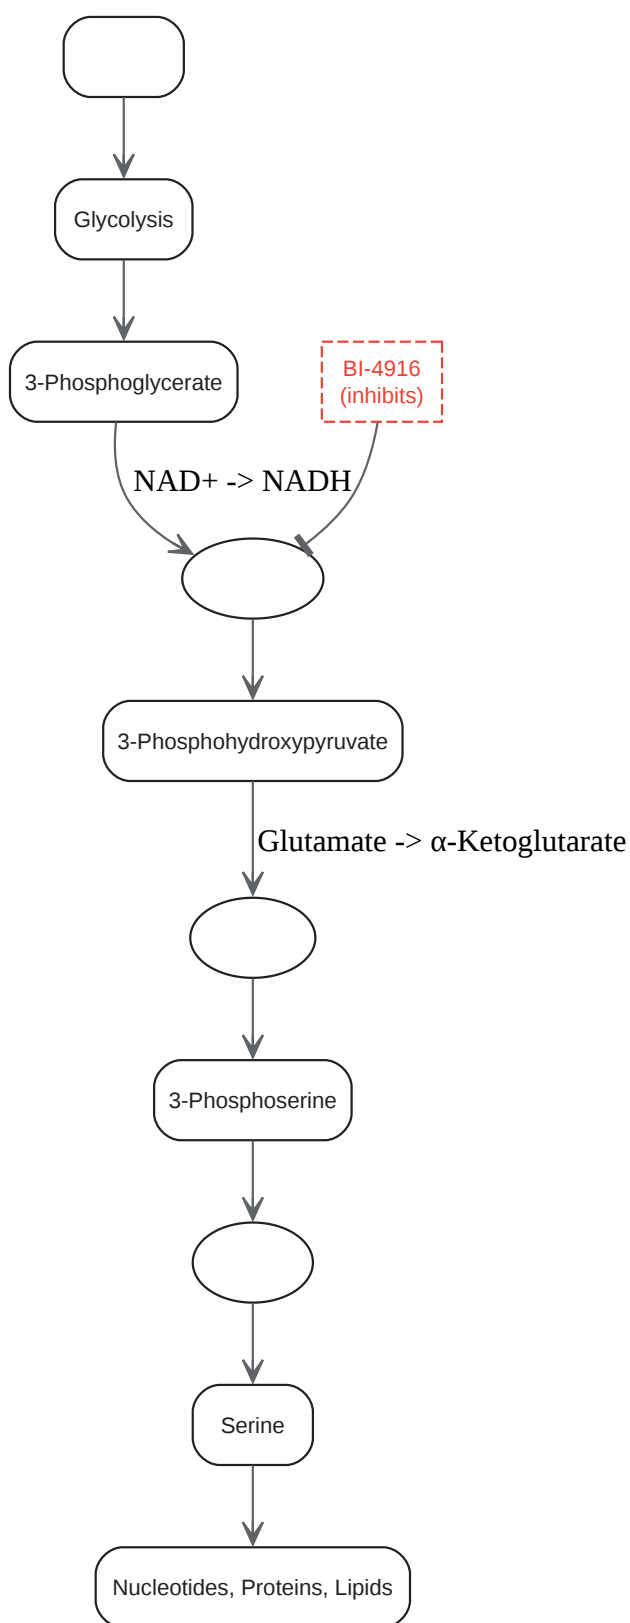 Glycolysis
3-Phosphoglycerate
BI-4916
(inhibits)
NAD+ -> NADH
3-Phosphohydroxypyruvate
Glutamate -> α-Ketoglutarate
3-Phosphoserine
Serine
Nucleotides, Proteins, Lipids